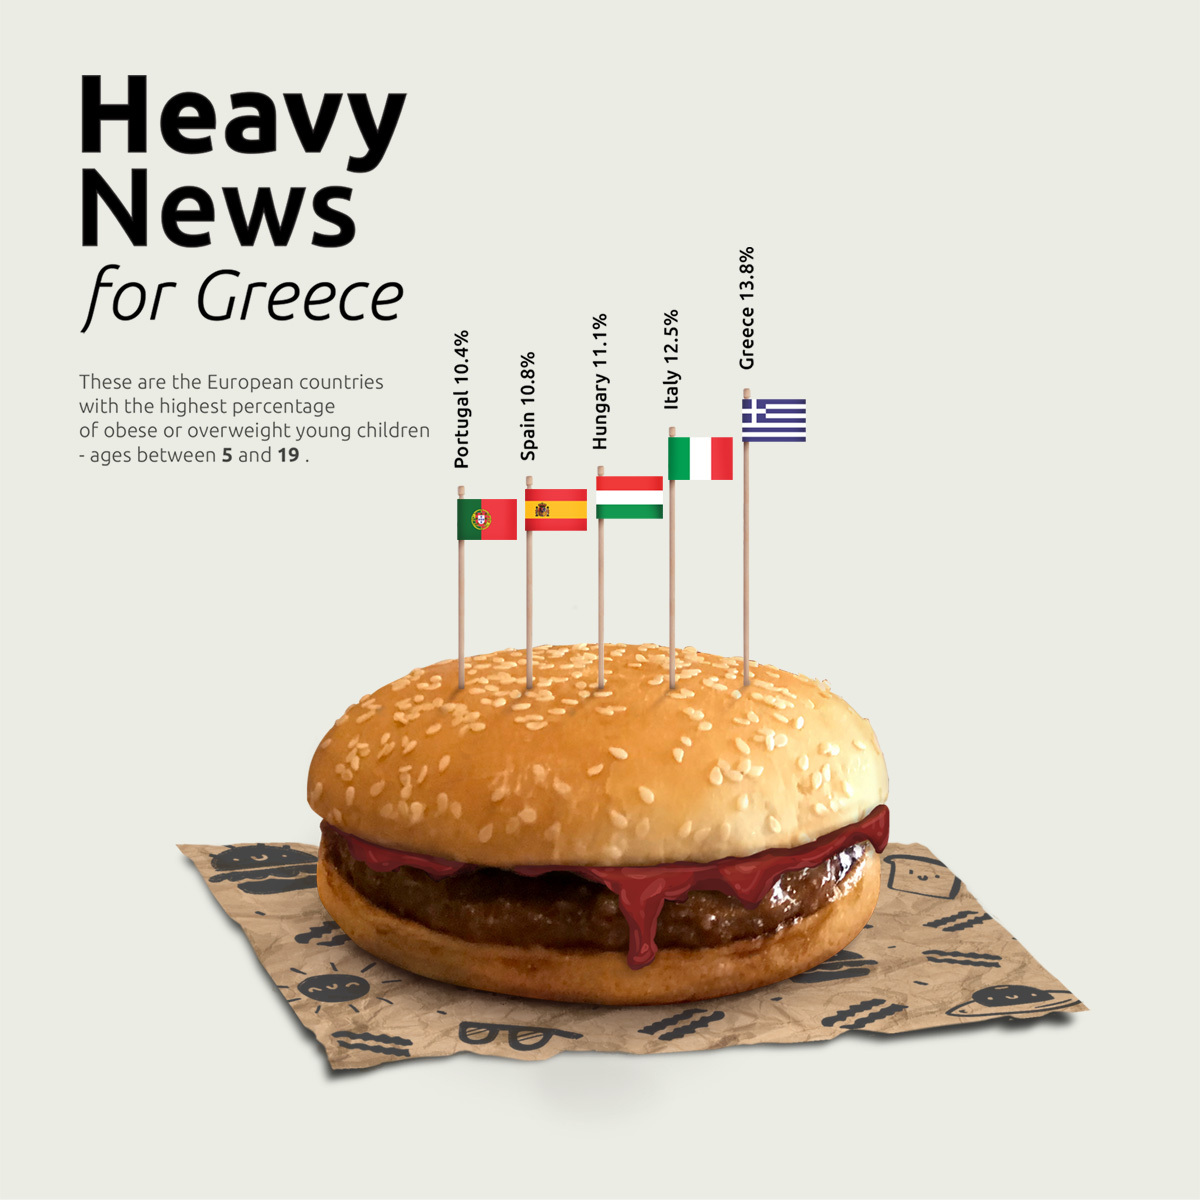 Heavy
News
for Greece
These are the European countries
with the highest percentage
of obese or overweight young children
- ages between 5 and 19 .
Portugal 10.4%
Spain 10.8%
Hungary 11.1%
Italy 12.5%
Greece 13.8%